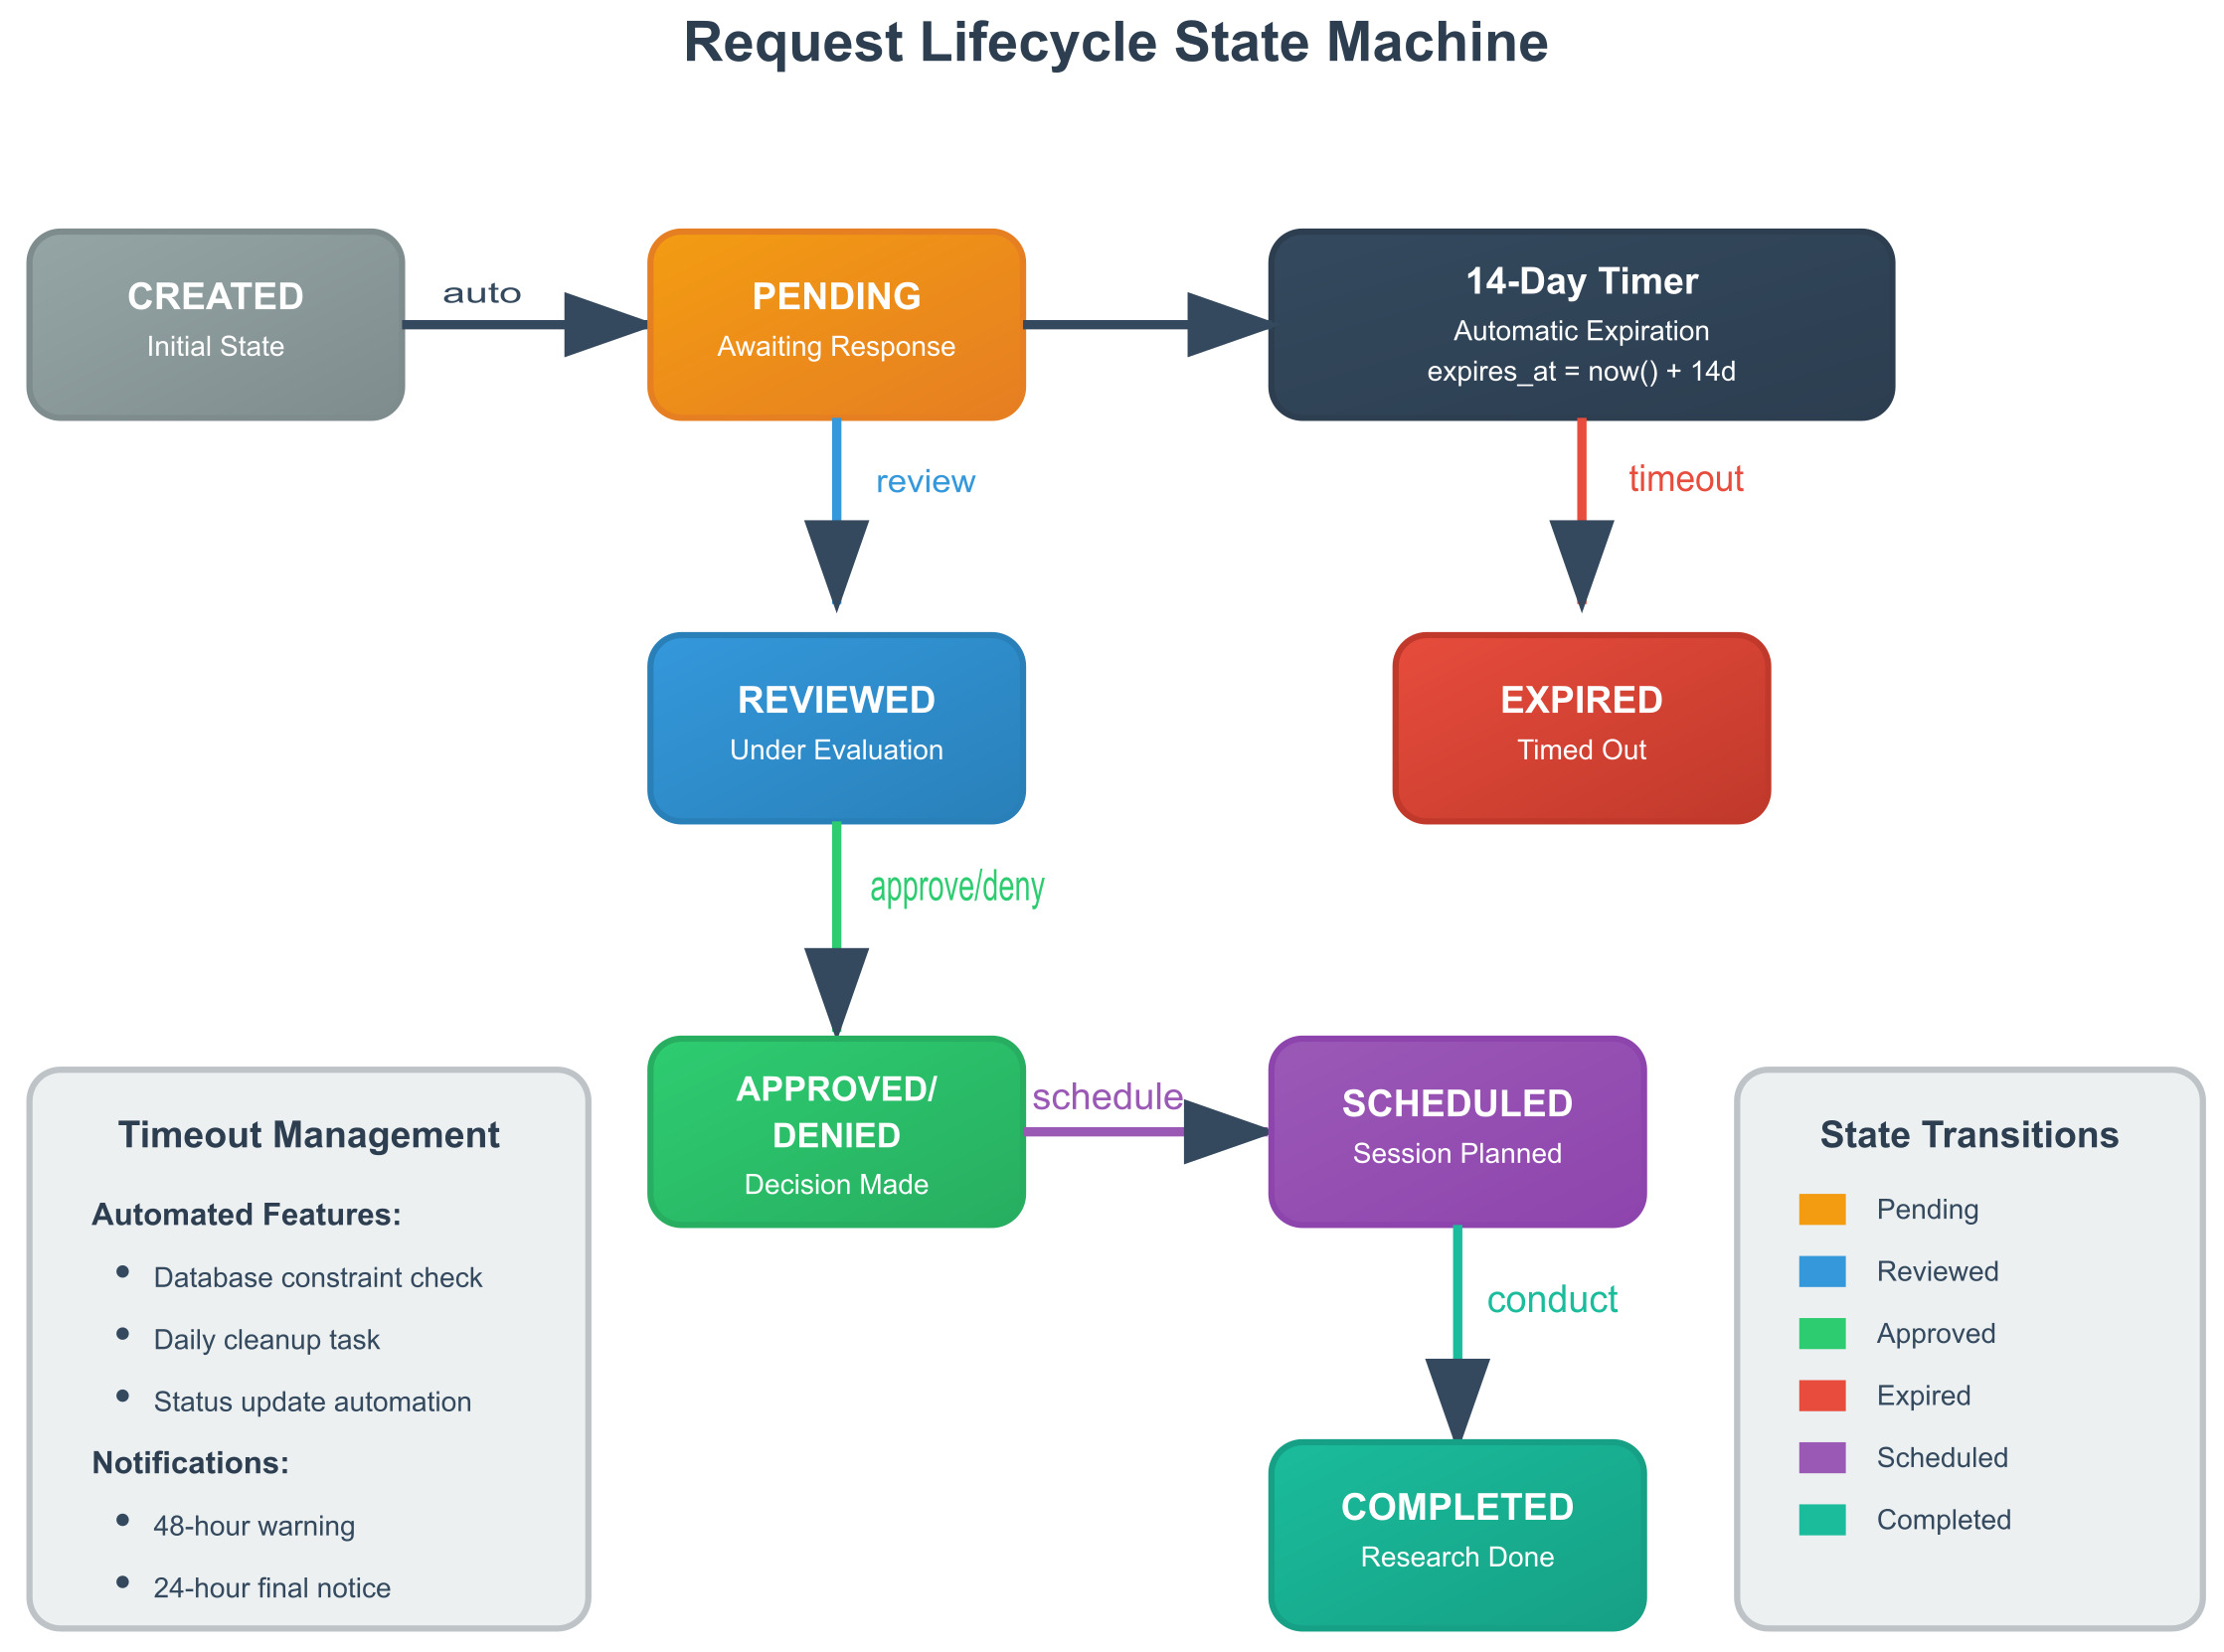 Request Lifecycle State Machine
CREATED
Initial State
auto
PENDING
Awaiting Response
14-Day Timer
Automatic Expiration
expires_at = now() + 14d
review
timeout
REVIEWED
Under Evaluation
EXPIRED
Timed Out
approve/deny
APPROVED/
DENIED
Decision Made
schedule
SCHEDULED
Session Planned
conduct
COMPLETED
Research Done
Timeout Management
Automated Features:
• Database constraint check
• Daily cleanup task
• Status update automation
Notifications:
• 48-hour warning
• 24-hour final notice
State Transitions
Pending
Reviewed
Approved
Expired
Scheduled
Completed